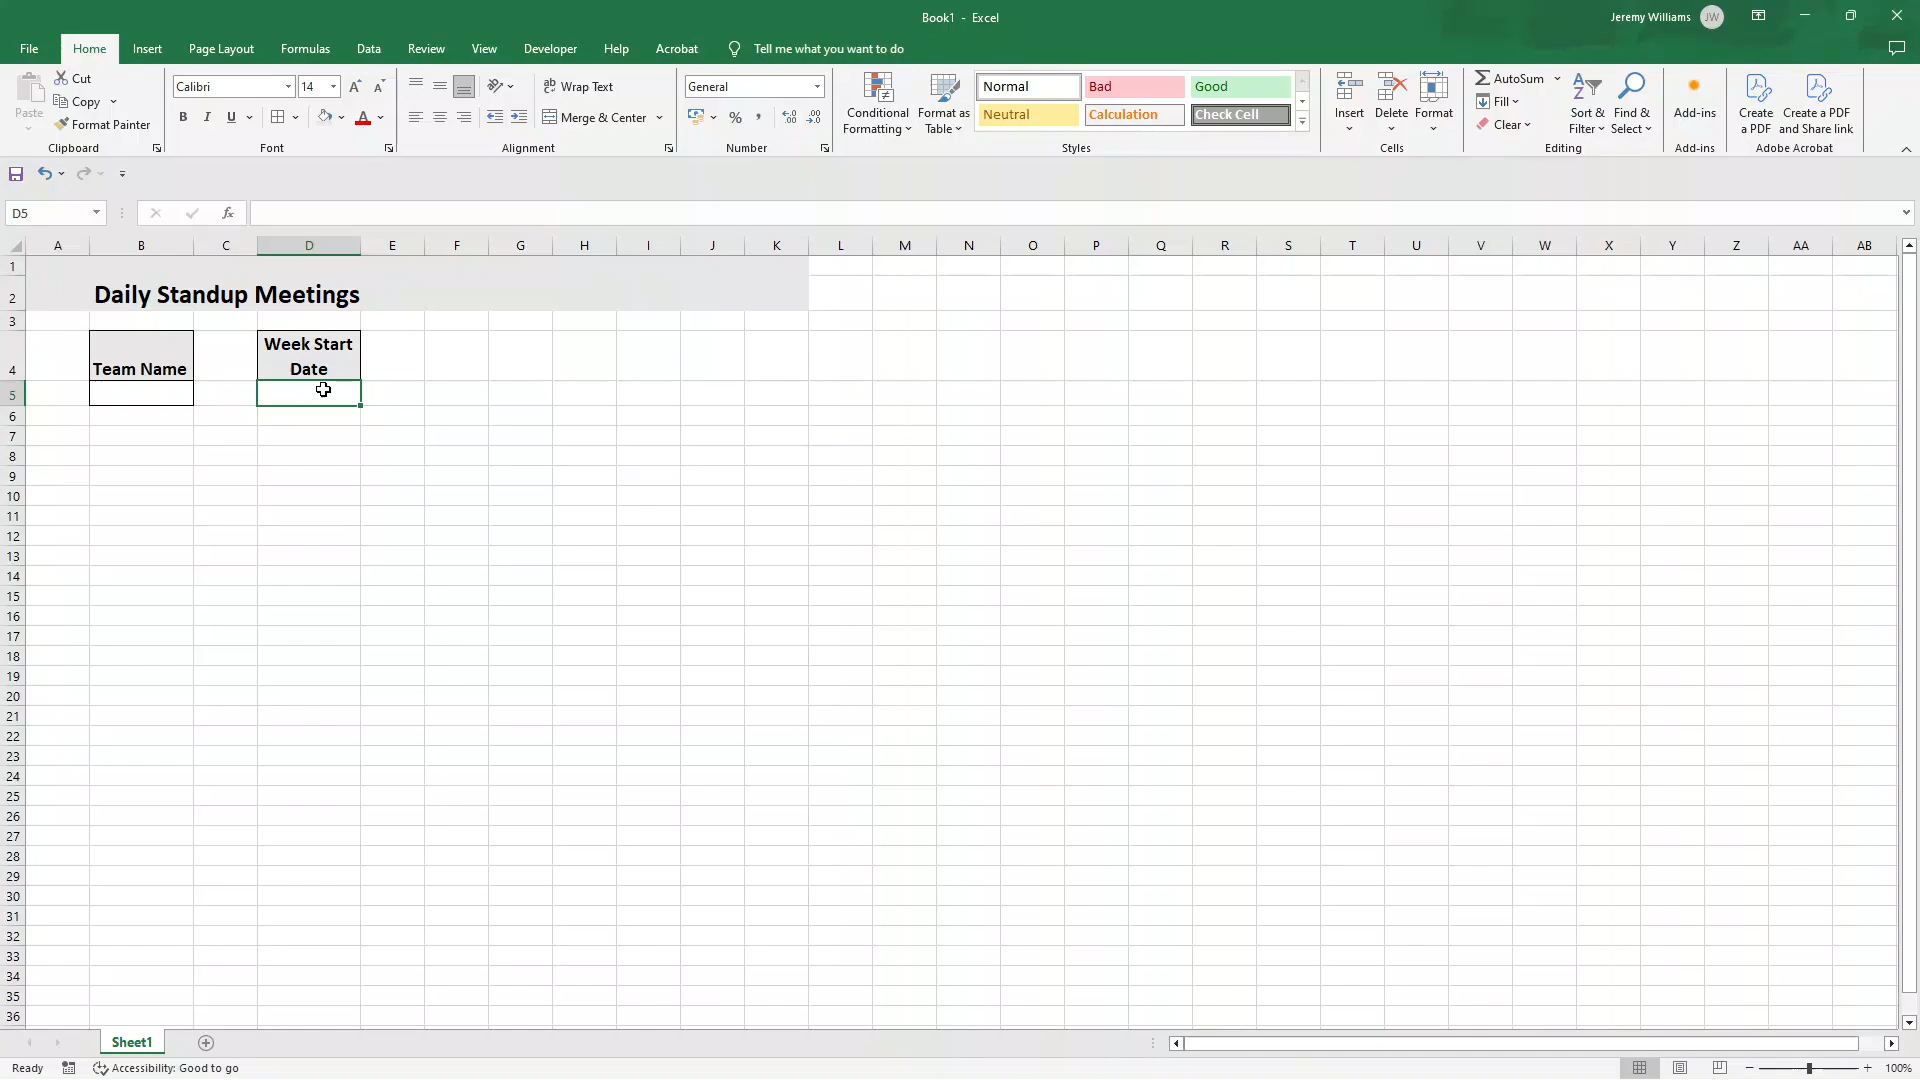 Book1 - Excel
Jeremy Williams JW
File Home Insert Page Layout Formulas Data Review View Developer Help Acrobat Tell me what you want to do
Paste
Cut
Copy
Format Painter
Clipboard
Calibri 14
B I U
Font
Wrap Text
Merge & Center
Alignment
General
Number
Conditional
Formatting
Format as
Table
Normal Bad Good
Neutral Calculation Check Cell
Styles
Insert Delete Format
Cells
AutoSum
Fill
Clear
Sort &
Filter
Find &
Select
Editing
Add-ins
Add-ins
Create
a PDF
Create a PDF
and Share link
Adobe Acrobat
D5 fx
A B C D E F G H I J K L M N O P Q R S T U V W X Y Z AA AB
1
2 Daily Standup Meetings
3
Week Start
4 Team Name Date
5
6
7
8
9
10
11
12
13
14
15
16
17
18
19
20
21
22
23
24
25
26
27
28
29
30
31
32
33
34
35
36
Sheet1
Ready Accessibility: Good to go 100%